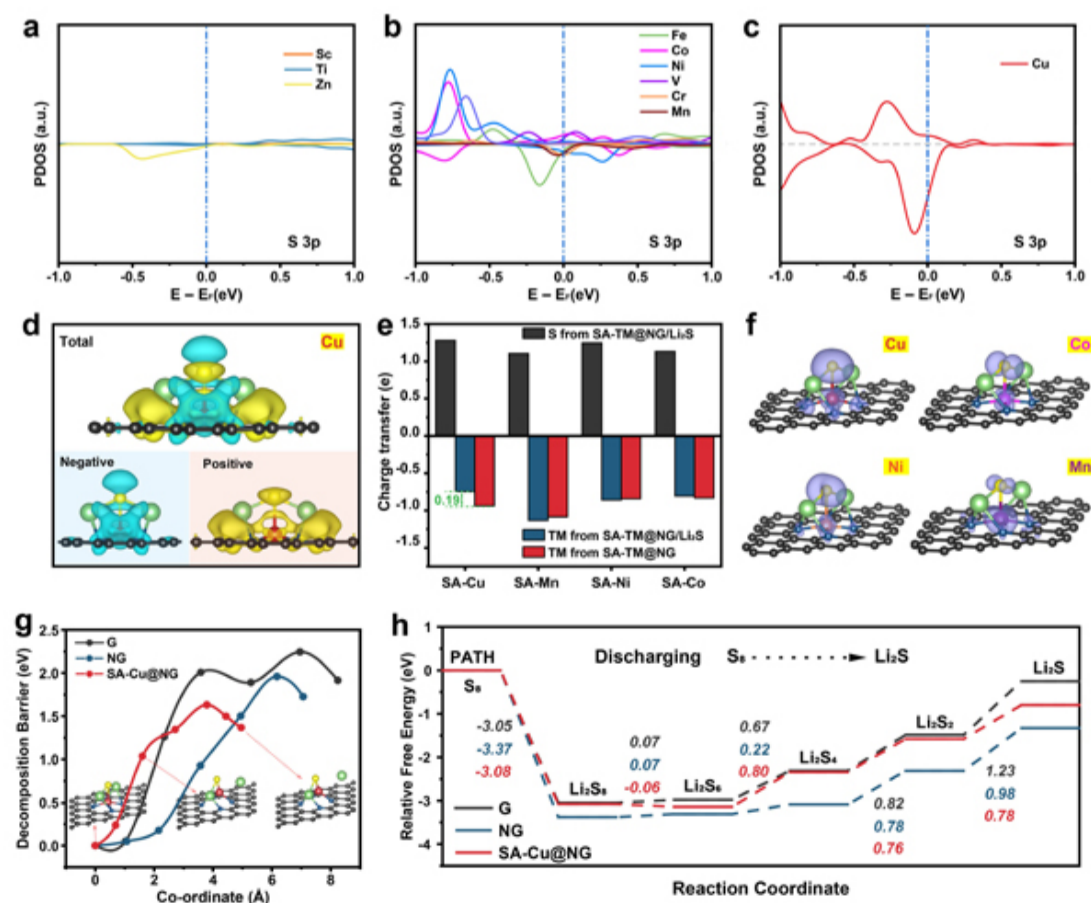 a
Sc
Ti
Zn
PDOS (a.u.)
S 3p
-1.0 -0.5 0.0 0.5 1.0
E – EF(eV)
b
Fe
Co
Ni
V
Cr
Mn
PDOS (a.u.)
S 3p
-1.0 -0.5 0.0 0.5 1.0
E – EF(eV)
c
Cu
PDOS (a.u.)
S 3p
-1.0 -0.5 0.0 0.5 1.0
E – EF(eV)
d
Total
Cu
Negative
Positive
e
Charge transfer (e)
1.5
1.0
0.5
0.0
-0.5
-1.0
-1.5
S from SA-TM@NG/Li₂S
0.19
TM from SA-TM@NG/Li₂S
TM from SA-TM@NG
SA-Cu SA-Mn SA-Ni SA-Co
f
Cu
Co
Ni
Mn
g
Decomposition Barrier (eV)
2.5
2.0
1.5
1.0
0.5
0.0
G
NG
SA-Cu@NG
0 2 4 6 8
Co-ordinate (Å)
h
Relative Free Energy (eV)
1
0
-1
-2
-3
-4
PATH
Discharging
S₈ Li₂S
S₈
-3.05
-3.37
-3.08
Li₂S₈
0.07
0.07
-0.06
Li₂S₆
0.67
0.22
0.80
Li₂S₄
0.82
0.78
0.76
Li₂S₂
1.23
0.98
0.78
Li₂S
G
NG
SA-Cu@NG
Reaction Coordinate